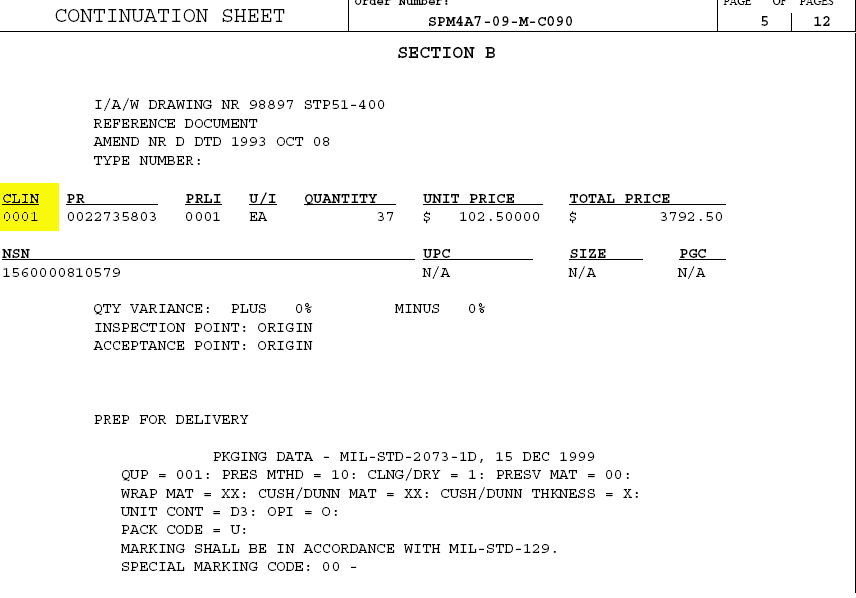 Order Number:
PAGE OF PAGES
CONTINUATION SHEET
SPM4A7-09-M-C090
5 12
SECTION B
I/A/W DRAWING NR 98897 STP51-400
REFERENCE DOCUMENT
AMEND NR D DTD 1993 OCT 08
TYPE NUMBER:
CLIN PR PRLI U/I QUANTITY UNIT PRICE TOTAL PRICE
0001 0022735803 0001 EA 37 $ 102.50000 $ 3792.50
NSN UPC SIZE PGC
1560000810579 N/A N/A N/A
QTY VARIANCE: PLUS 0% MINUS 0%
INSPECTION POINT: ORIGIN
ACCEPTANCE POINT: ORIGIN
PREP FOR DELIVERY
PKGING DATA - MIL-STD-2073-1D, 15 DEC 1999
QUP = 001: PRES MTHD = 10: CLNG/DRY = 1: PRESV MAT = 00:
WRAP MAT = XX: CUSH/DUNN MAT = XX: CUSH/DUNN THKNESS = X:
UNIT CONT = D3: OPI = O:
PACK CODE = U:
MARKING SHALL BE IN ACCORDANCE WITH MIL-STD-129.
SPECIAL MARKING CODE: 00 -